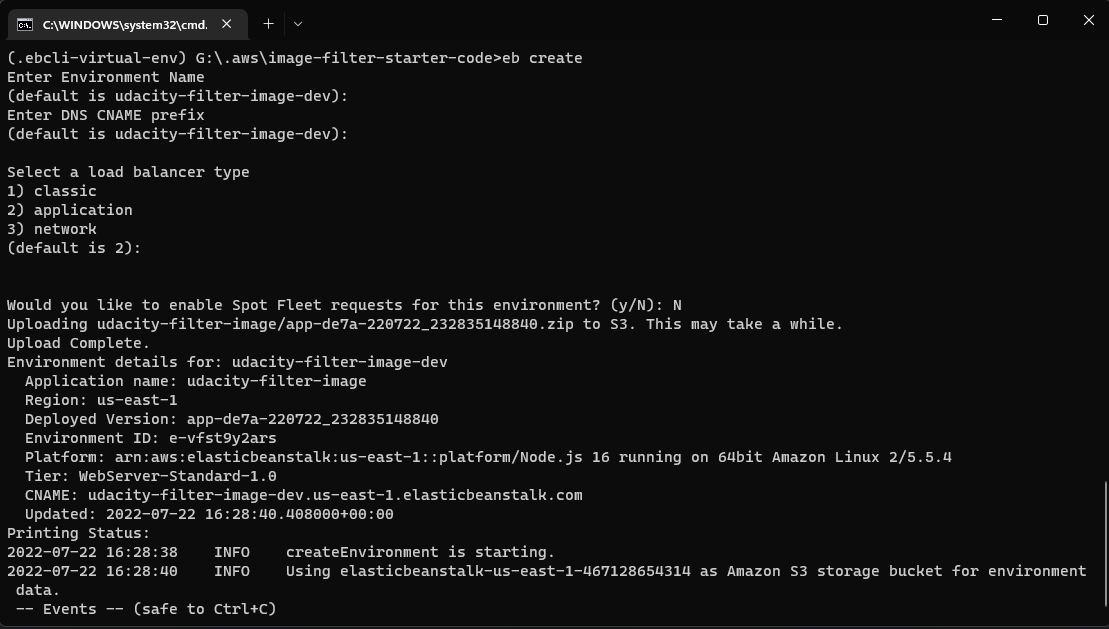 C:\WINDOWS\system32\cmd.
(.ebcli-virtual-env) G:\.aws\image-filter-starter-code>eb create
Enter Environment Name
(default is udacity-filter-image-dev):
Enter DNS CNAME prefix
(default is udacity-filter-image-dev):
Select a load balancer type
1) classic
2) application
3) network
(default is 2):
Would you like to enable Spot Fleet requests for this environment? (y/N): N
Uploading udacity-filter-image/app-de7a-220722_232835148840.zip to S3. This may take a while.
Upload Complete.
Environment details for: udacity-filter-image-dev
  Application name: udacity-filter-image
  Region: us-east-1
  Deployed Version: app-de7a-220722_232835148840
  Environment ID: e-vfst9y2ars
  Platform: arn:aws:elasticbeanstalk:us-east-1::platform/Node.js 16 running on 64bit Amazon Linux 2/5.5.4
  Tier: WebServer-Standard-1.0
  CNAME: udacity-filter-image-dev.us-east-1.elasticbeanstalk.com
  Updated: 2022-07-22 16:28:40.408000+00:00
Printing Status:
2022-07-22 16:28:38    INFO    createEnvironment is starting.
2022-07-22 16:28:40    INFO    Using elasticbeanstalk-us-east-1-467128654314 as Amazon S3 storage bucket for environment
 data.
 -- Events -- (safe to Ctrl+C)